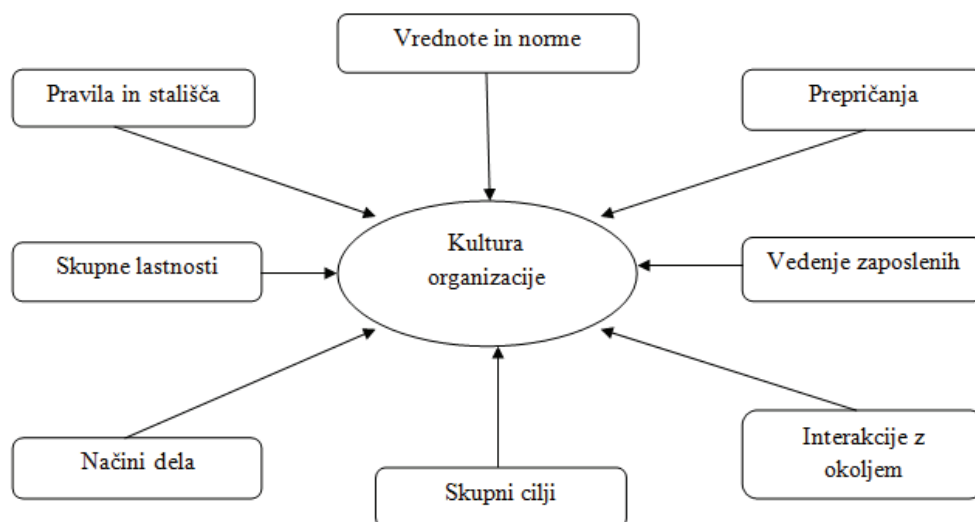 Vrednote in norme
Pravila in stališča
Prepričanja
Kultura
organizacije
Skupne lastnosti
Vedenje zaposlenih
Načini dela
Skupni cilji
Interakcije z
okoljem